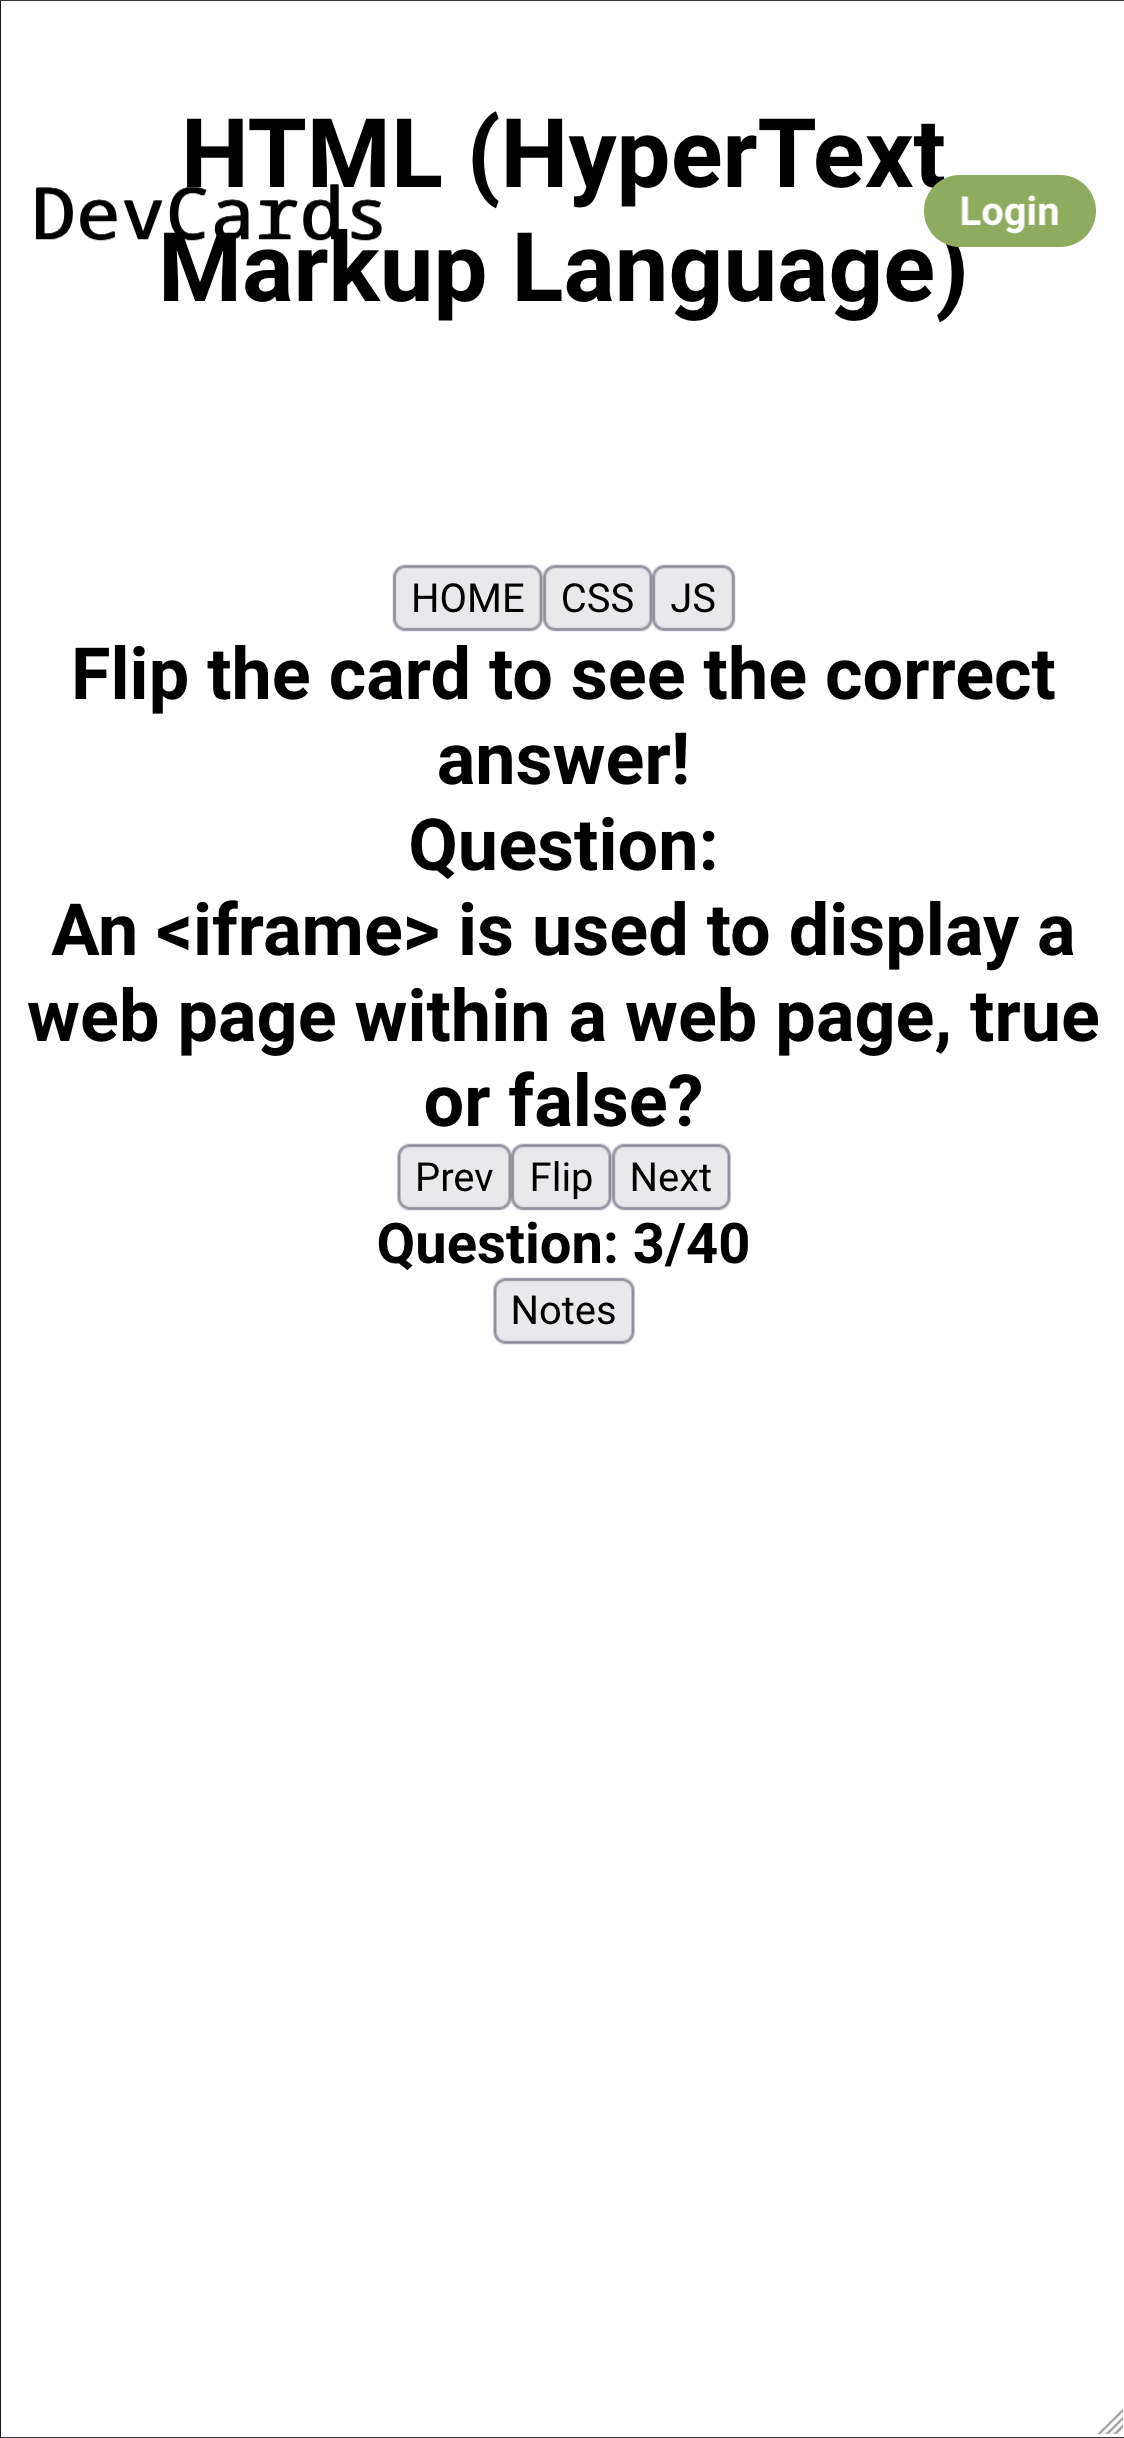 HTML (HyperText
Markup Language)
DevCards
Login
HOME CSS JS
Flip the card to see the correct
answer!
Question:
An <iframe> is used to display a
web page within a web page, true
or false?
Prev Flip Next
Question: 3/40
Notes